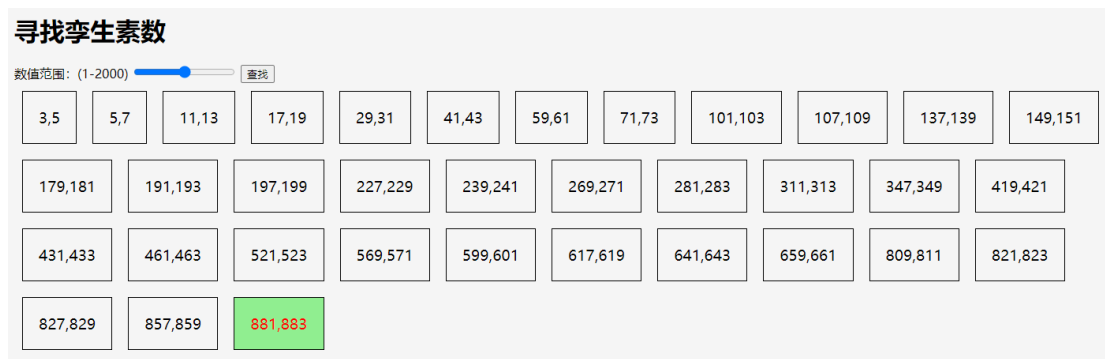 寻找孪生素数
数值范围：(1-2000) 查找
3,5 5,7 11,13 17,19 29,31 41,43 59,61 71,73 101,103 107,109 137,139 149,151
179,181 191,193 197,199 227,229 239,241 269,271 281,283 311,313 347,349 419,421
431,433 461,463 521,523 569,571 599,601 617,619 641,643 659,661 809,811 821,823
827,829 857,859 881,883